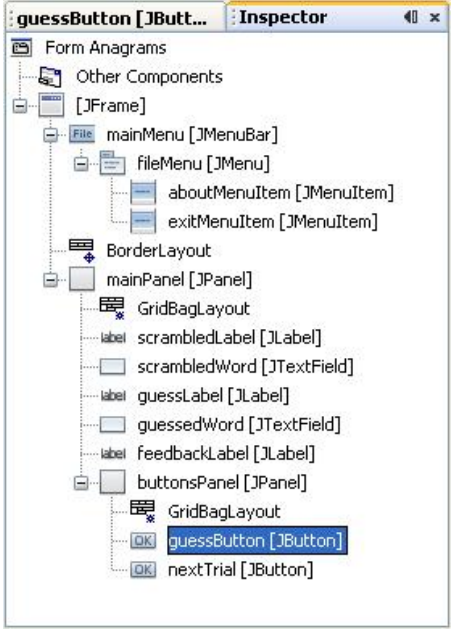 guessButton [JButt... Inspector
Form Anagrams
Other Components
[JFrame]
File mainMenu [JMenuBar]
fileMenu [JMenu]
aboutMenuItem [JMenuItem]
exitMenuItem [JMenuItem]
BorderLayout
mainPanel [JPanel]
GridBagLayout
label scrambledLabel [JLabel]
scrambledWord [JTextField]
label guessLabel [JLabel]
guessedWord [JTextField]
label feedbackLabel [JLabel]
buttonsPanel [JPanel]
GridBagLayout
OK guessButton [JButton]
OK nextTrial [JButton]